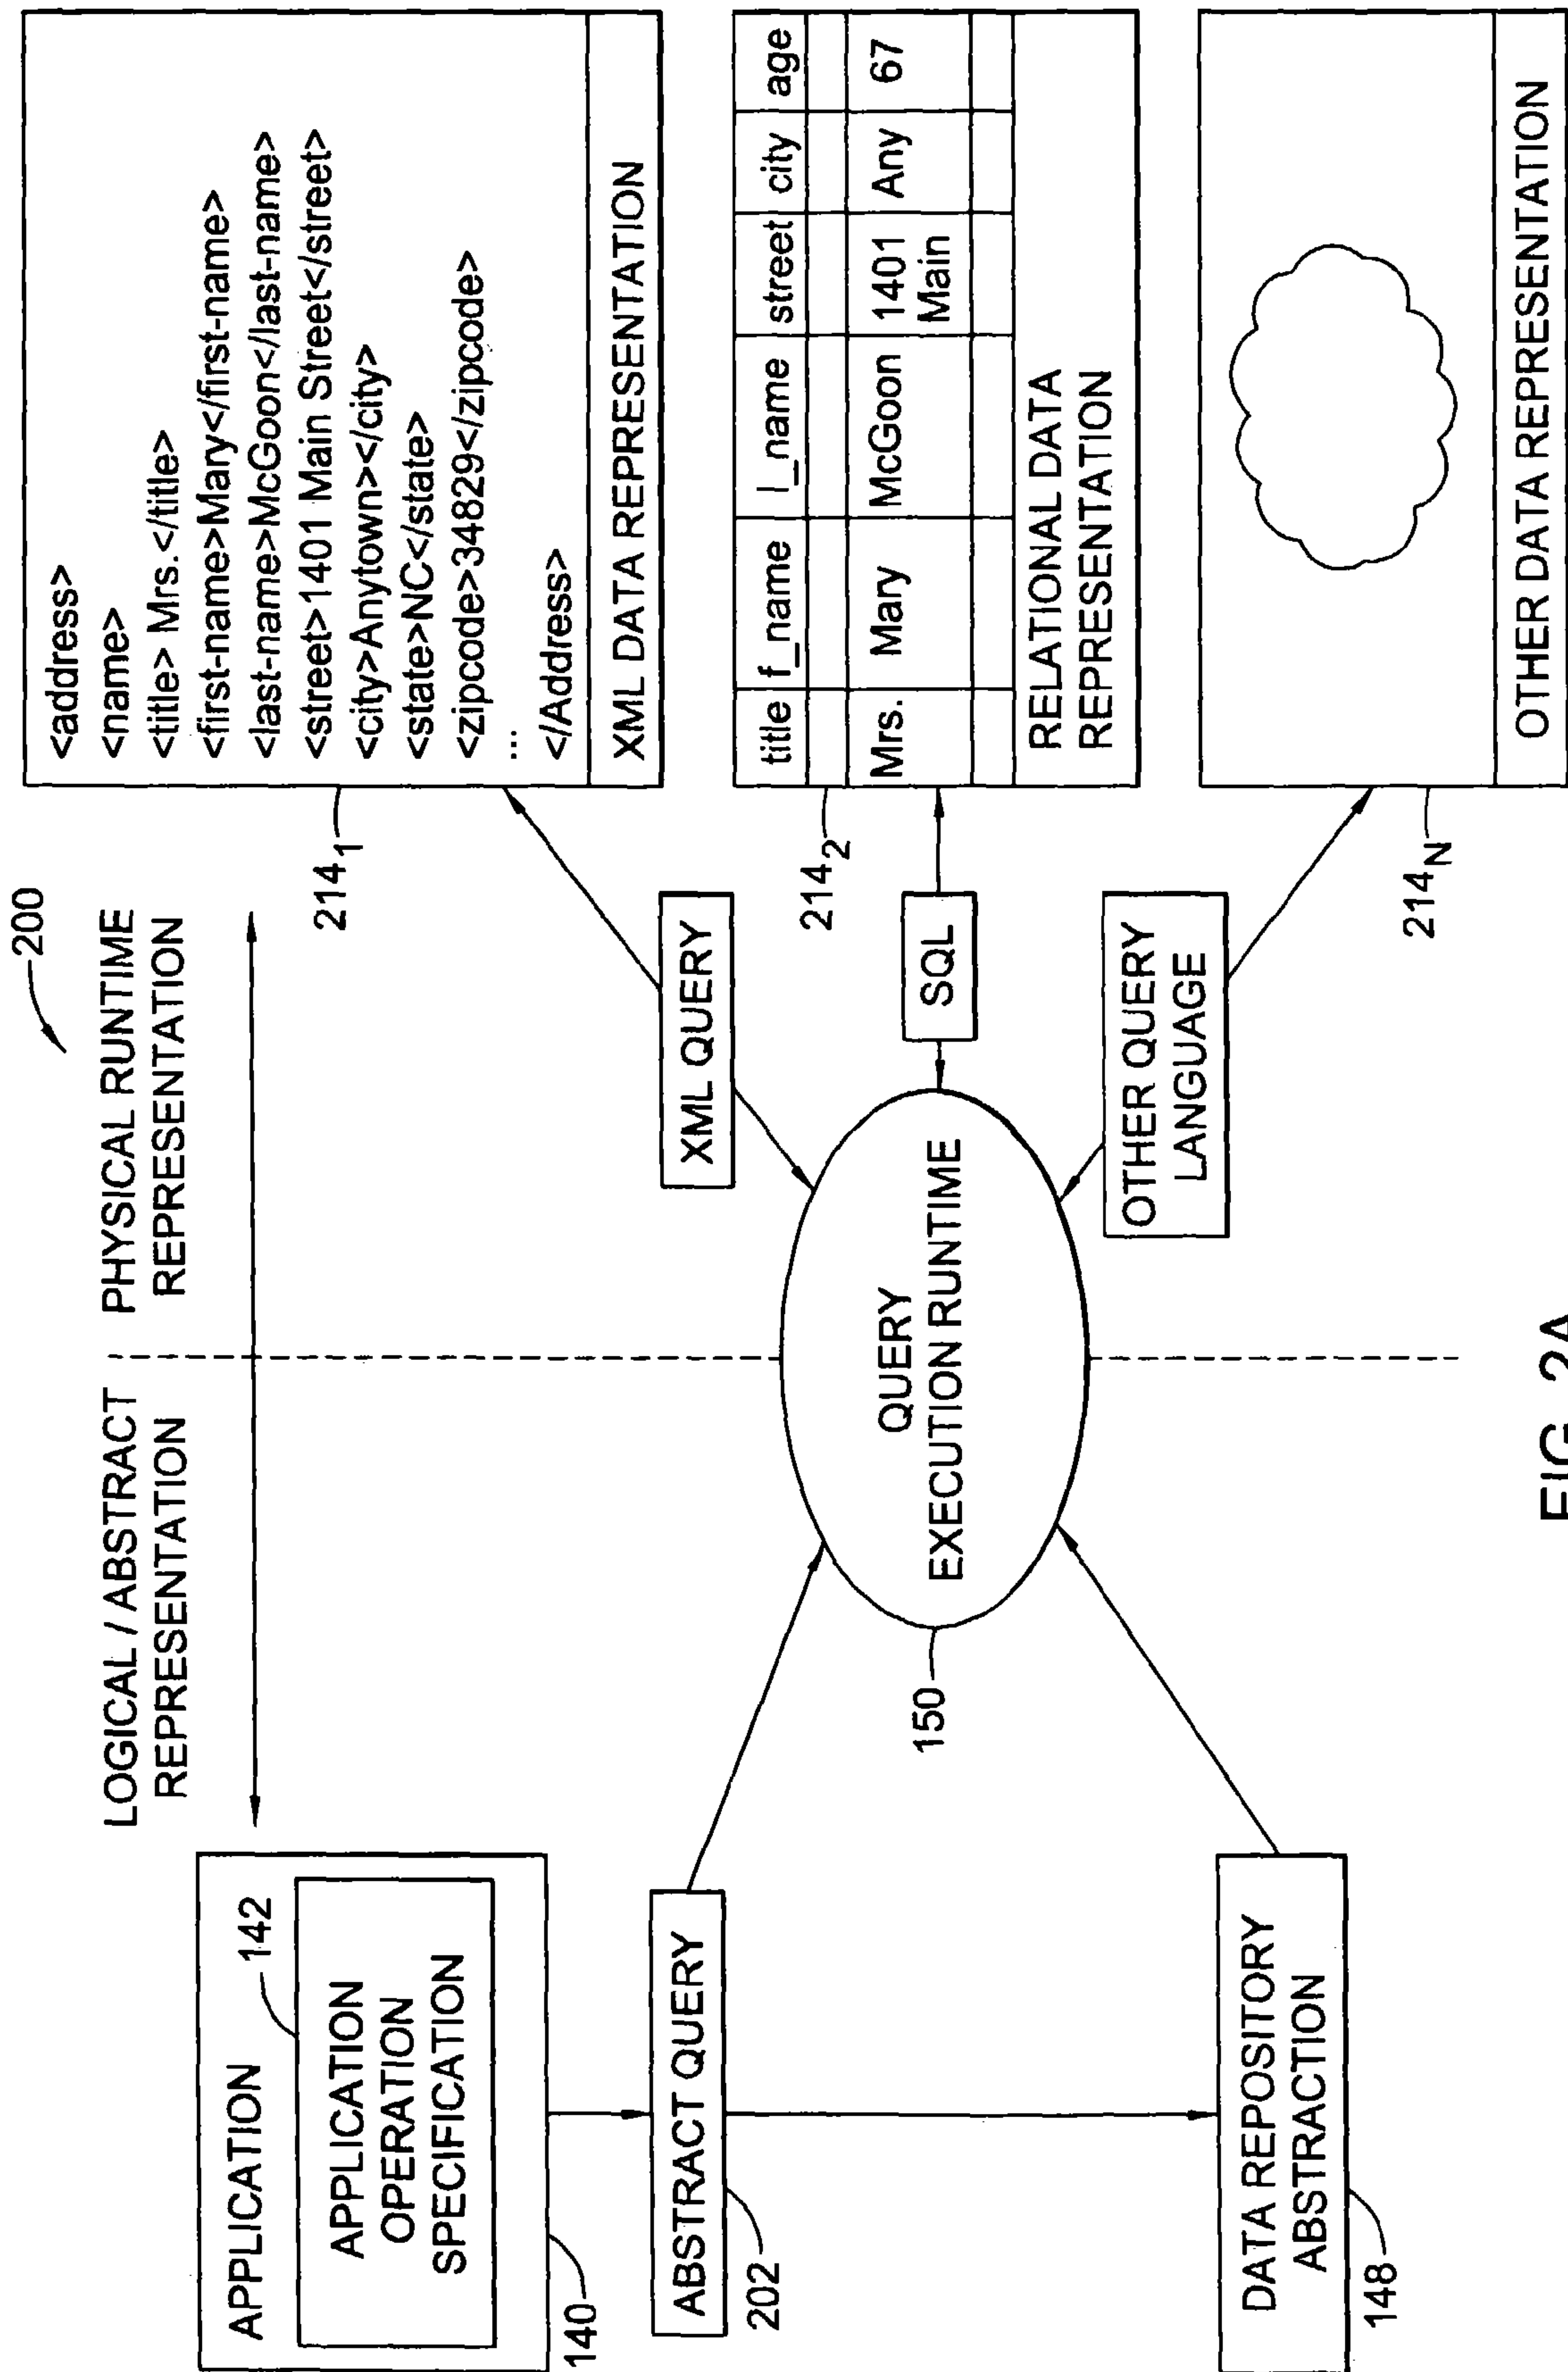 200
LOGICAL / ABSTRACT
REPRESENTATION
PHYSICAL RUNTIME
REPRESENTATION
APPLICATION
142
APPLICATION
OPERATION
SPECIFICATION
140
ABSTRACT QUERY
202
DATA REPOSITORY
ABSTRACTION
148
QUERY
EXECUTION RUNTIME
150
XML QUERY
SQL
OTHER QUERY
LANGUAGE
<address>
<name>
<title> Mrs.</title>
<first-name>Mary</first-name>
<last-name>McGoon</last-name>
<street>1401 Main Street</street>
<city>Anytown></city>
<state>NC</state>
<zipcode>34829</zipcode>
...
</Address>
XML DATA REPRESENTATION
214₁
title f_name l_name street city age
Mrs. Mary McGoon 1401 Main Any 67
RELATIONAL DATA
REPRESENTATION
214₂
OTHER DATA REPRESENTATION
214N
FIG. 2A